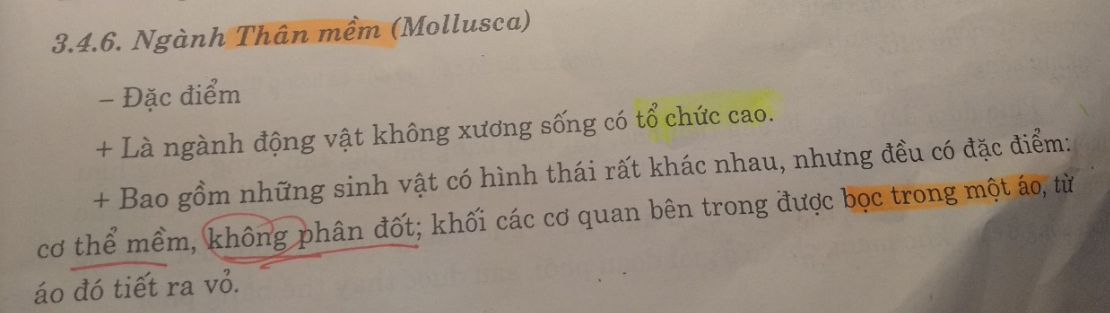 3.4.6. Ngành Thân mềm (Mollusca)
– Đặc điểm
+ Là ngành động vật không xương sống có tổ chức cao.
+ Bao gồm những sinh vật có hình thái rất khác nhau, nhưng đều có đặc điểm:
cơ thể mềm, không phân đốt; khối các cơ quan bên trong được bọc trong một áo, từ
áo đó tiết ra vỏ.